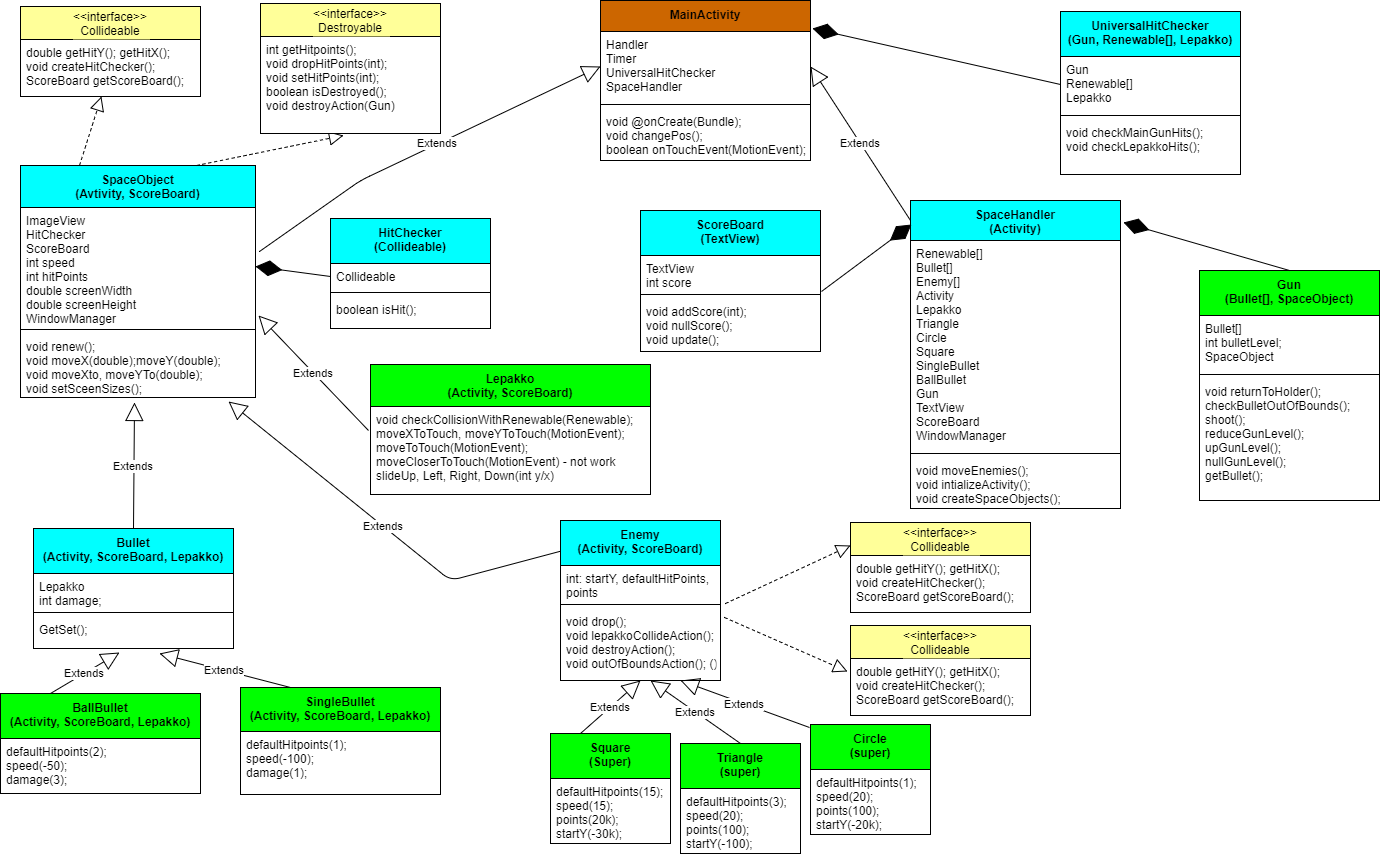 <<interface>>
Collideable
double getHitY(); getHitX();
void createHitChecker();
ScoreBoard getScoreBoard();
<<interface>>
Destroyable
int getHitpoints();
void dropHitPoints(int);
void setHitPoints(int);
boolean isDestroyed();
void destroyAction(Gun)
MainActivity
Handler
Timer
UniversalHitChecker
SpaceHandler
void @onCreate(Bundle);
void changePos();
boolean onTouchEvent(MotionEvent);
UniversalHitChecker
(Gun, Renewable[], Lepakko)
Gun
Renewable[]
Lepakko
void checkMainGunHits();
void checkLepakkoHits();
Extends
Extends
SpaceObject
(Avtivity, ScoreBoard)
ImageView
HitChecker
ScoreBoard
int speed
int hitPoints
double screenWidth
double screenHeight
WindowManager
void renew();
void moveX(double);moveY(double);
void moveXto, moveYTo(double);
void setSceenSizes();
HitChecker
(Collideable)
Collideable
boolean isHit();
ScoreBoard
(TextView)
TextView
int score
void addScore(int);
void nullScore();
void update();
SpaceHandler
(Activity)
Renewable[]
Bullet[]
Enemy[]
Activity
Lepakko
Triangle
Circle
Square
SingleBullet
BallBullet
Gun
TextView
ScoreBoard
WindowManager
void moveEnemies();
void intializeActivity();
void createSpaceObjects();
Gun
(Bullet[], SpaceObject)
Bullet[]
int bulletLevel;
SpaceObject
void returnToHolder();
checkBulletOutOfBounds();
shoot();
reduceGunLevel();
upGunLevel();
nullGunLevel();
getBullet();
Extends
Lepakko
(Activity, ScoreBoard)
void checkCollisionWithRenewable(Renewable);
moveXToTouch, moveYToTouch(MotionEvent);
moveToTouch(MotionEvent);
moveCloserToTouch(MotionEvent) - not work
slideUp, Left, Right, Down(int y/x)
Extends
Extends
Bullet
(Activity, ScoreBoard, Lepakko)
Lepakko
int damage;
GetSet();
Enemy
(Activity, ScoreBoard)
int: startY, defaultHitPoints,
points
void drop();
void lepakkoCollideAction();
void destroyAction();
void outOfBoundsAction(); ()
<<interface>>
Collideable
double getHitY(); getHitX();
void createHitChecker();
ScoreBoard getScoreBoard();
<<interface>>
Collideable
double getHitY(); getHitX();
void createHitChecker();
ScoreBoard getScoreBoard();
Extends
Extends
BallBullet
(Activity, ScoreBoard, Lepakko)
defaultHitpoints(2);
speed(-50);
damage(3);
SingleBullet
(Activity, ScoreBoard, Lepakko)
defaultHitpoints(1);
speed(-100);
damage(1);
Extends
Extends
Extends
Square
(Super)
defaultHitpoints(15);
speed(15);
points(20k);
startY(-30k);
Triangle
(super)
defaultHitpoints(3);
speed(20);
points(100);
startY(-100);
Circle
(super)
defaultHitpoints(1);
speed(20);
points(100);
startY(-20k);